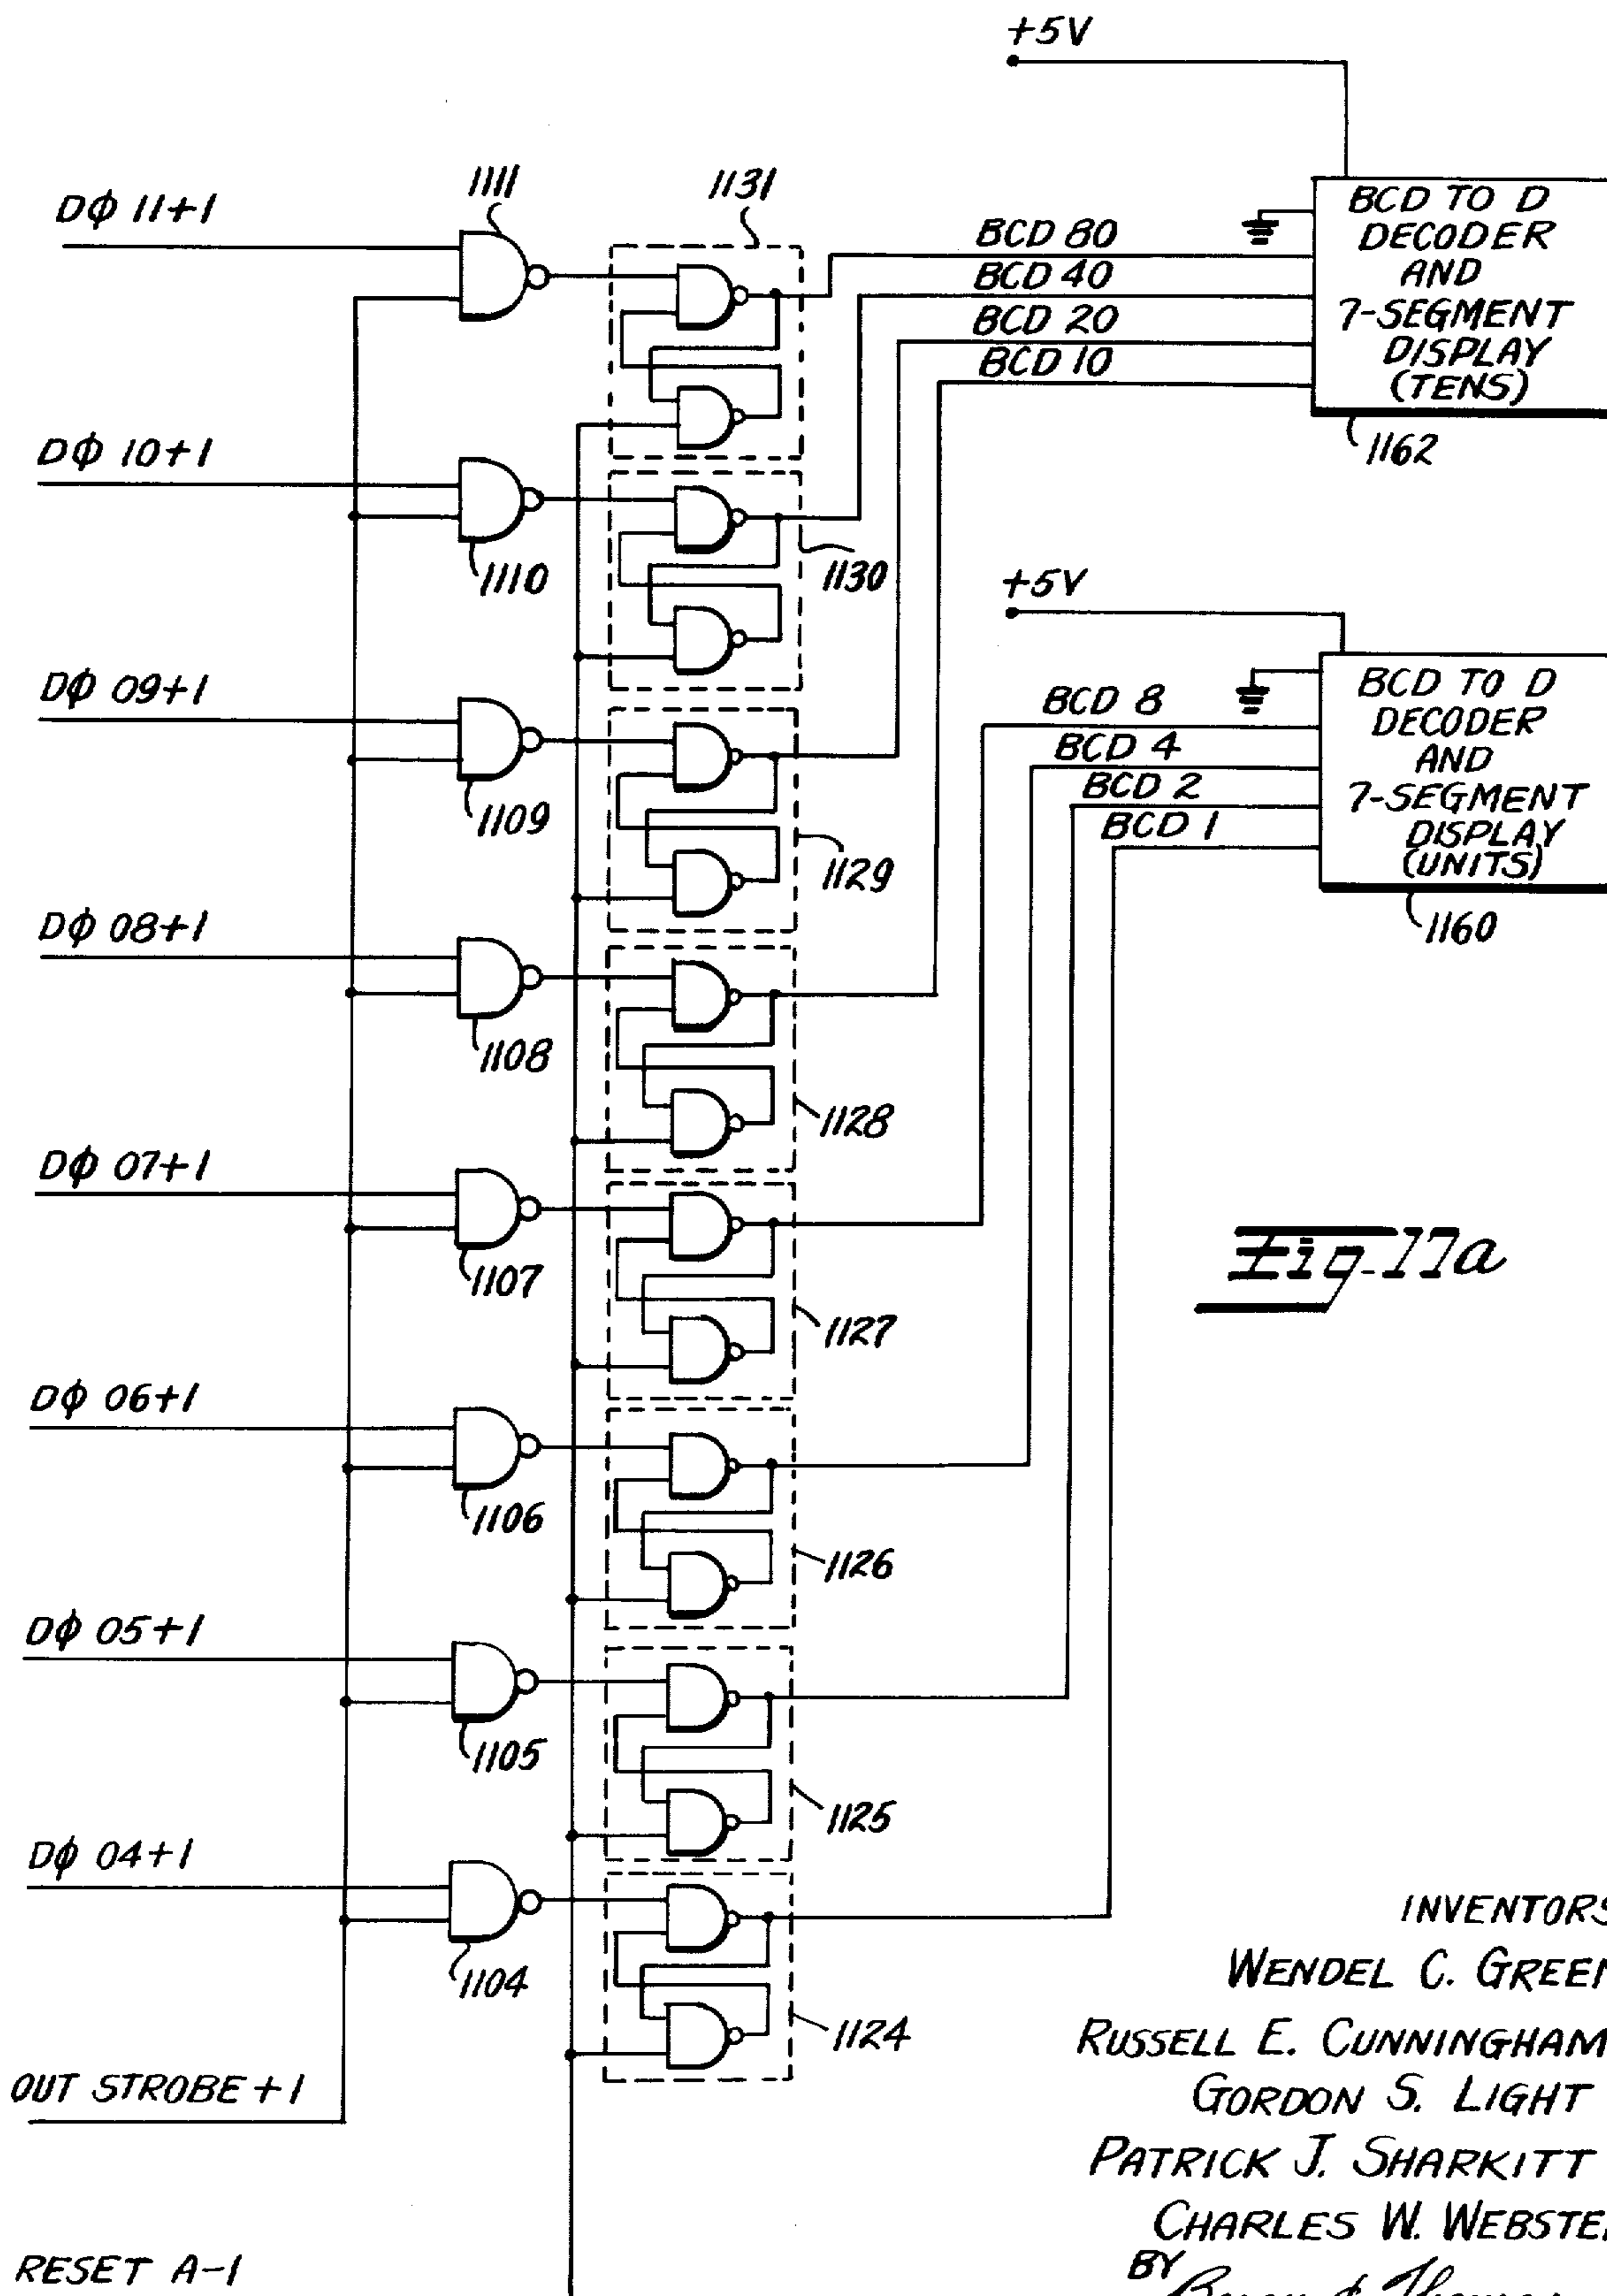 +5V
1111
1131
DΦ 11+1
BCD 80
BCD 40
BCD 20
BCD 10
BCD TO D
DECODER
AND
7-SEGMENT
DISPLAY
(TENS)
1162
DΦ 10+1
1110
1130
+5V
DΦ 09+1
1109
1129
BCD 8
BCD 4
BCD 2
BCD 1
BCD TO D
DECODER
AND
7-SEGMENT
DISPLAY
(UNITS)
1160
DΦ 08+1
1108
1128
DΦ 07+1
1107
1127
Fig-17a
DΦ 06+1
1106
1126
DΦ 05+1
1105
1125
DΦ 04+1
1104
1124
OUT STROBE+1
RESET A-1
INVENTORS
WENDEL C. GREEN
RUSSELL E. CUNNINGHAM
GORDON S. LIGHT
PATRICK J. SHARKITT
CHARLES W. WEBSTE
BY